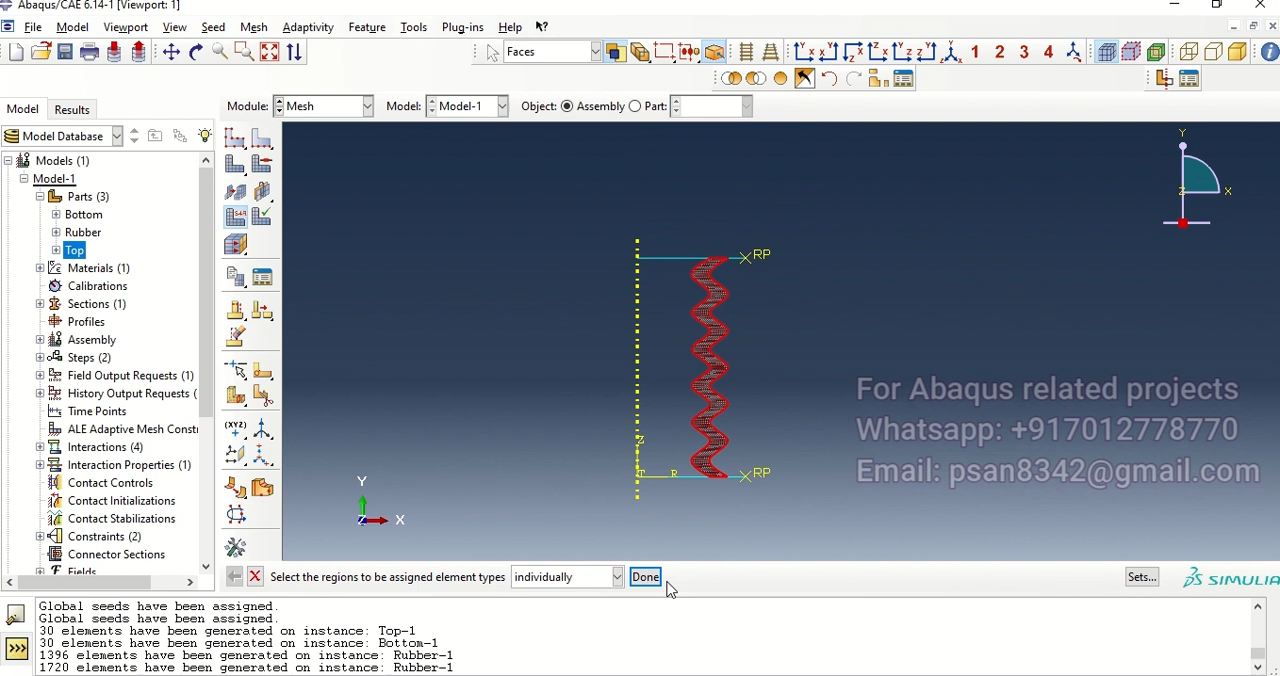 Abaqus/CAE 6.14-1 [Viewport: 1]
File Model Viewport View Seed Mesh Adaptivity Feature Tools Plug-ins Help
Faces
1 2 3 4
Model Results
Module: Mesh Model: Model-1 Object: Assembly Part:
Model Database
Models (1)
Model-1
Parts (3)
Bottom
Rubber
Top
Materials (1)
Calibrations
Sections (1)
Profiles
Assembly
Steps (2)
Field Output Requests (1)
History Output Requests (
Time Points
ALE Adaptive Mesh Constr
Interactions (4)
Interaction Properties (1)
Contact Controls
Contact Initializations
Contact Stabilizations
Constraints (2)
Connector Sections
Fields
Y
Z X
RP
Z
T R
RP
Y
Z X
For Abaqus related projects
Whatsapp: +917012778770
Email: psan8342@gmail.com
Select the regions to be assigned element types individually Done Sets... SIMULIA
Global seeds have been assigned.
Global seeds have been assigned.
30 elements have been generated on instance: Top-1
30 elements have been generated on instance: Bottom-1
1396 elements have been generated on instance: Rubber-1
1720 elements have been generated on instance: Rubber-1